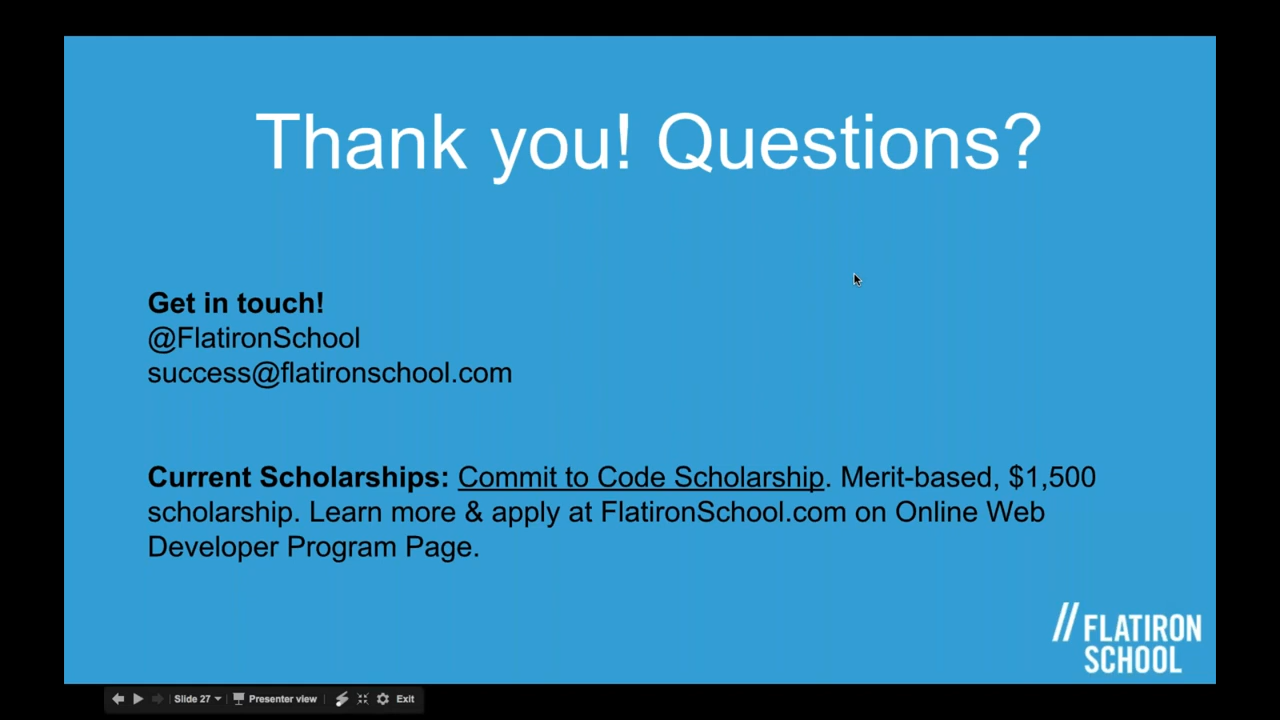 Thank you! Questions?
Get in touch!
@FlatironSchool
success@flatironschool.com
Current Scholarships: Commit to Code Scholarship. Merit-based, $1,500
scholarship. Learn more & apply at FlatironSchool.com on Online Web
Developer Program Page.
// FLATIRON
SCHOOL
Slide 27 Presenter view Exit